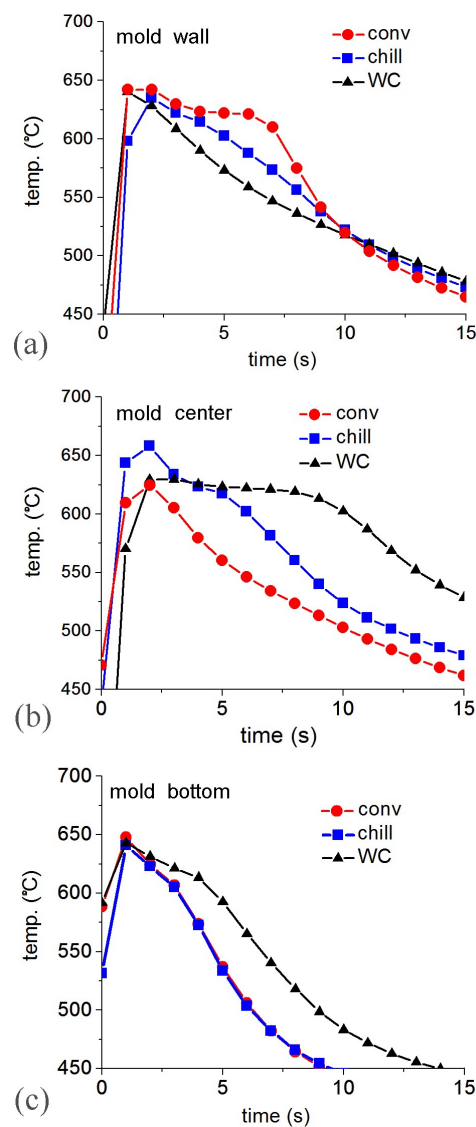 mold wall
conv
chill
WC
temp. (°C)
700
650
600
550
500
450
0
5
10
15
time (s)
(a)
mold center
conv
chill
WC
temp. (°C)
700
650
600
550
500
450
0
5
10
15
time (s)
(b)
mold bottom
conv
chill
WC
temp. (°C)
700
650
600
550
500
450
0
5
10
15
time (s)
(c)